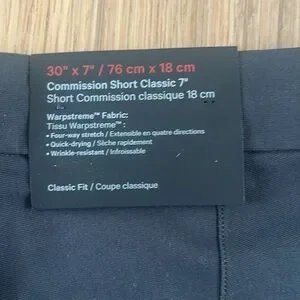 30" x 7" / 76 cm x 18 cm
Commission Short Classic 7"
Short Commission classique 18 cm
Warpstreme™ Fabric:
Tissu Warpstreme™ :
• Four-way stretch / Extensible en quatre directions
• Quick-drying / Sèche rapidement
• Wrinkle-resistant / Infroissable
Classic Fit / Coupe classique